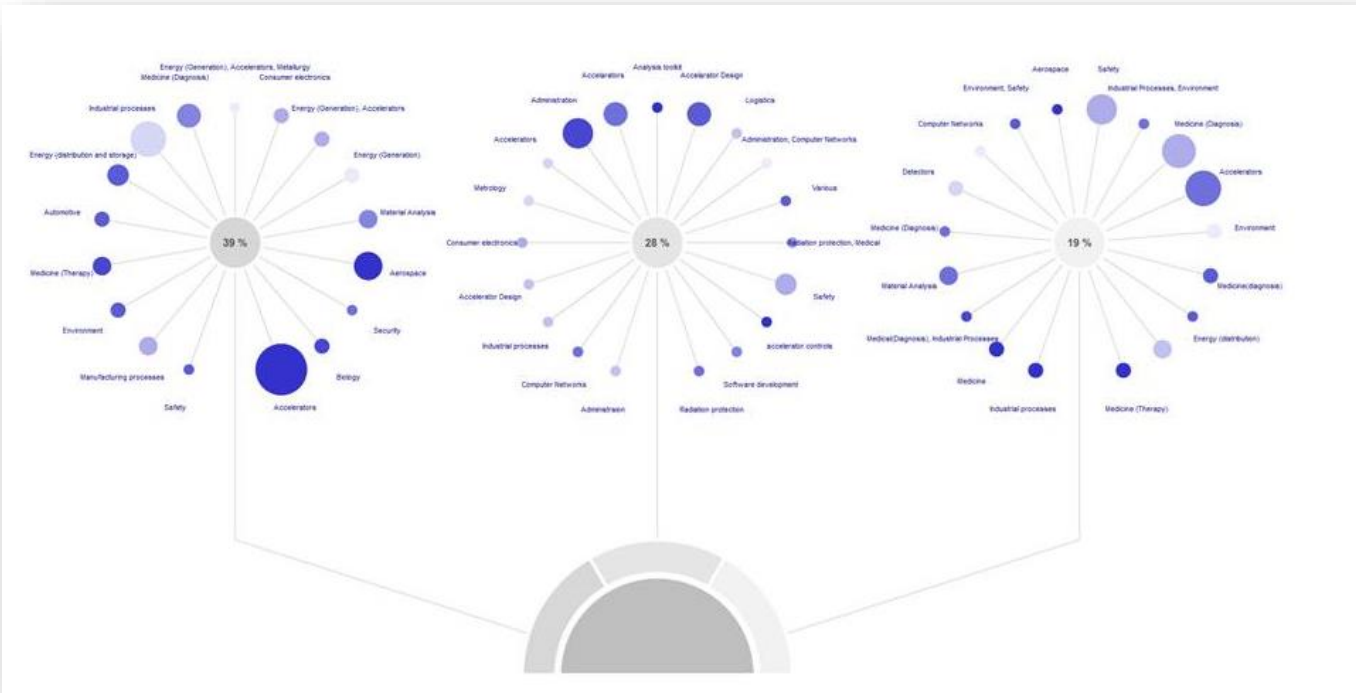 Energy (Generation), Accelerators, Metallurgy
Medicine (Diagnosis)
Consumer electronics
Industrial processes
Energy (Generation), Accelerators
Energy (distribution and storage)
Energy (Generation)
Automotive
Material Analysis
39 %
Medicine (Therapy)
Aerospace
Environment
Security
Manufacturing processes
Biology
Safety
Accelerators
Analysis toolkit
Accelarators
Accelerator Design
Administration
Logistica
Accelerators
Administration, Computer Networks
Metrology
Various
Consumer electronics
28 %
Radiation protection, Medical
Accelerator Design
Safety
Industrial processes
accelerator controls
Computer Networks
Software development
Administraion
Radiation protection
Aerospace
Safety
Environment, Safety
Industrial Processes, Environment
Computer Networks
Medicine (Diagnosis)
Detectors
Accelerators
Medicine (Diagnosis)
Environment
19 %
Material Analysis
Medicine(diagnosis)
Medical(Diagnosis), Industrial Processes
Energy (distribution)
Medicine
Industrial processes
Medicine (Therapy)